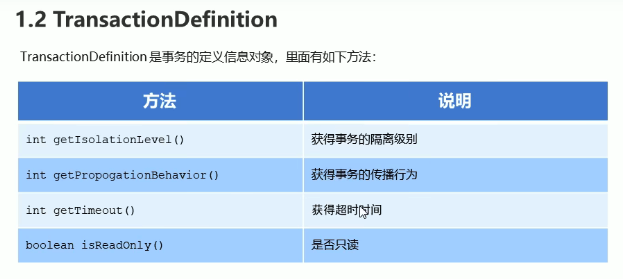 1.2 TransactionDefinition
TransactionDefinition 是事务的定义信息对象，里面有如下方法：
方法 说明
int getIsolationLevel() 获得事务的隔离级别
int getPropogationBehavior() 获得事务的传播行为
int getTimeout() 获得超时时间
boolean isReadOnly() 是否只读